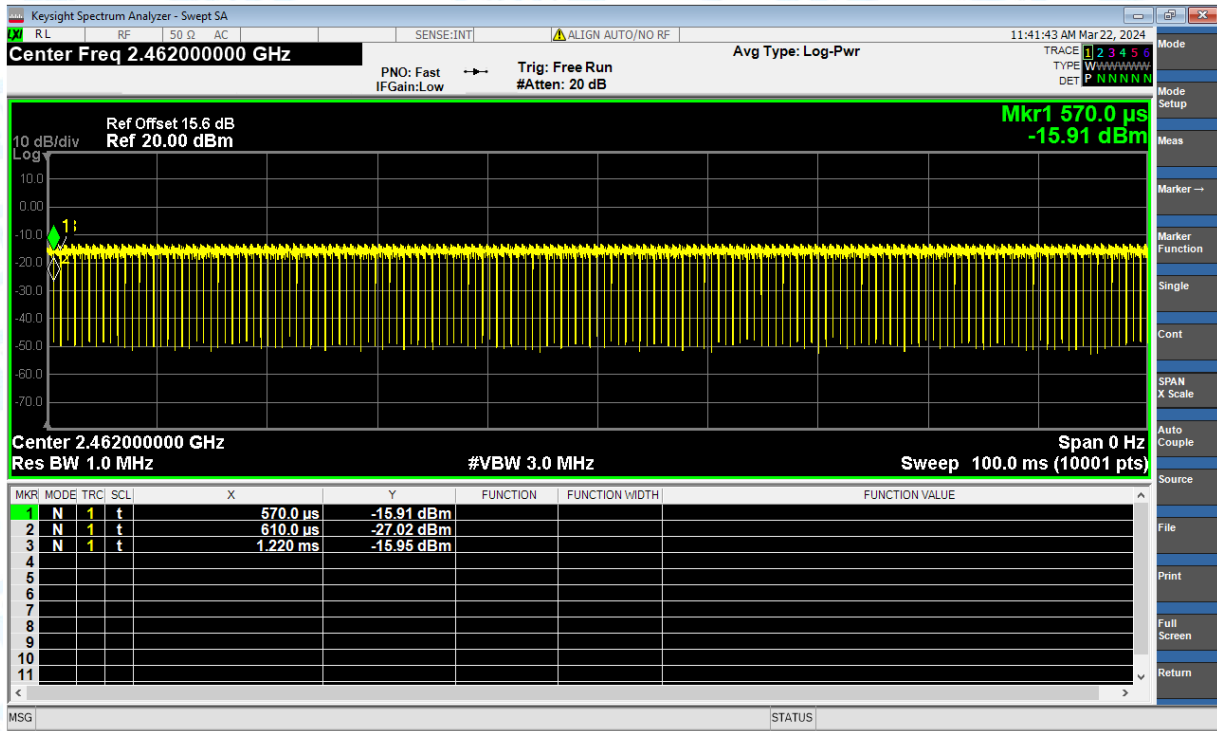 Keysight Spectrum Analyzer - Swept SA
LXI RL RF 50 Ω AC SENSE:INT ALIGN AUTO/NO RF 11:41:43 AM Mar 22, 2024
Center Freq 2.462000000 GHz
PNO: Fast
IFGain:Low
Trig: Free Run
#Atten: 20 dB
Avg Type: Log-Pwr
TRACE 1 2 3 4 5 6
TYPE WWWWWW
DET P N N N N N
Mkr1 570.0 µs
-15.91 dBm
Ref Offset 15.6 dB
10 dB/div Ref 20.00 dBm
Log
10.0
0.00
-10.0
-20.0
-30.0
-40.0
-50.0
-60.0
-70.0
1
2
Center 2.462000000 GHz Span 0 Hz
Res BW 1.0 MHz #VBW 3.0 MHz Sweep 100.0 ms (10001 pts)
MKR MODE TRC SCL X Y FUNCTION FUNCTION WIDTH FUNCTION VALUE
1 N 1 t 570.0 µs -15.91 dBm
2 N 1 t 610.0 µs -27.02 dBm
3 N 1 t 1.220 ms -15.95 dBm
4
5
6
7
8
9
10
11
MSG STATUS
Mode
Mode
Setup
Meas
Marker →
Marker
Function
Single
Cont
SPAN
X Scale
Auto
Couple
Source
File
Print
Full
Screen
Return